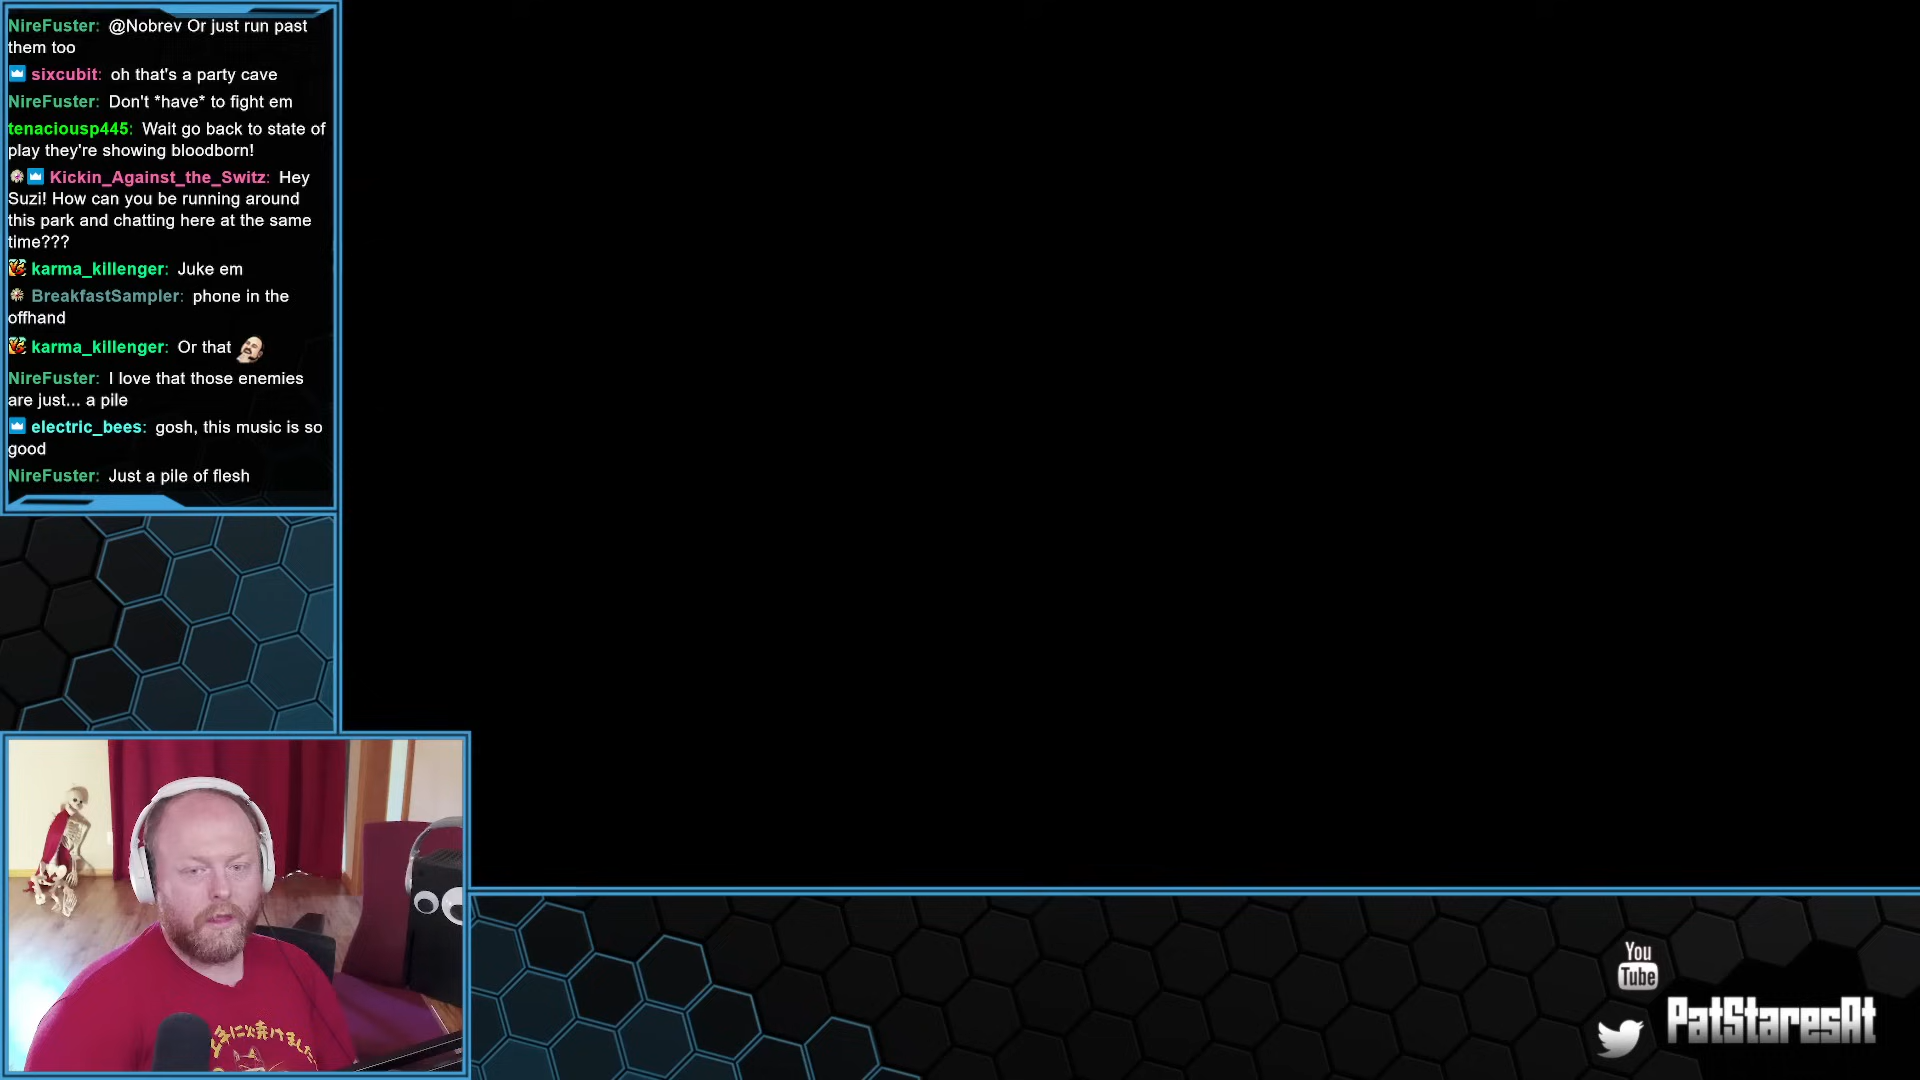 NireFuster: @Nobrev Or just run past
them too
sixcubit: oh that's a party cave
NireFuster: Don't *have* to fight em
tenaciousp445: Wait go back to state of
play they're showing bloodborn!
Kickin_Against_the_Switz: Hey
Suzi! How can you be running around
this park and chatting here at the same
time???
karma_killenger: Juke em
BreakfastSampler: phone in the
offhand
karma_killenger: Or that
NireFuster: I love that those enemies
are just... a pile
electric_bees: gosh, this music is so
good
NireFuster: Just a pile of flesh
You
Tube
PatStaresAt